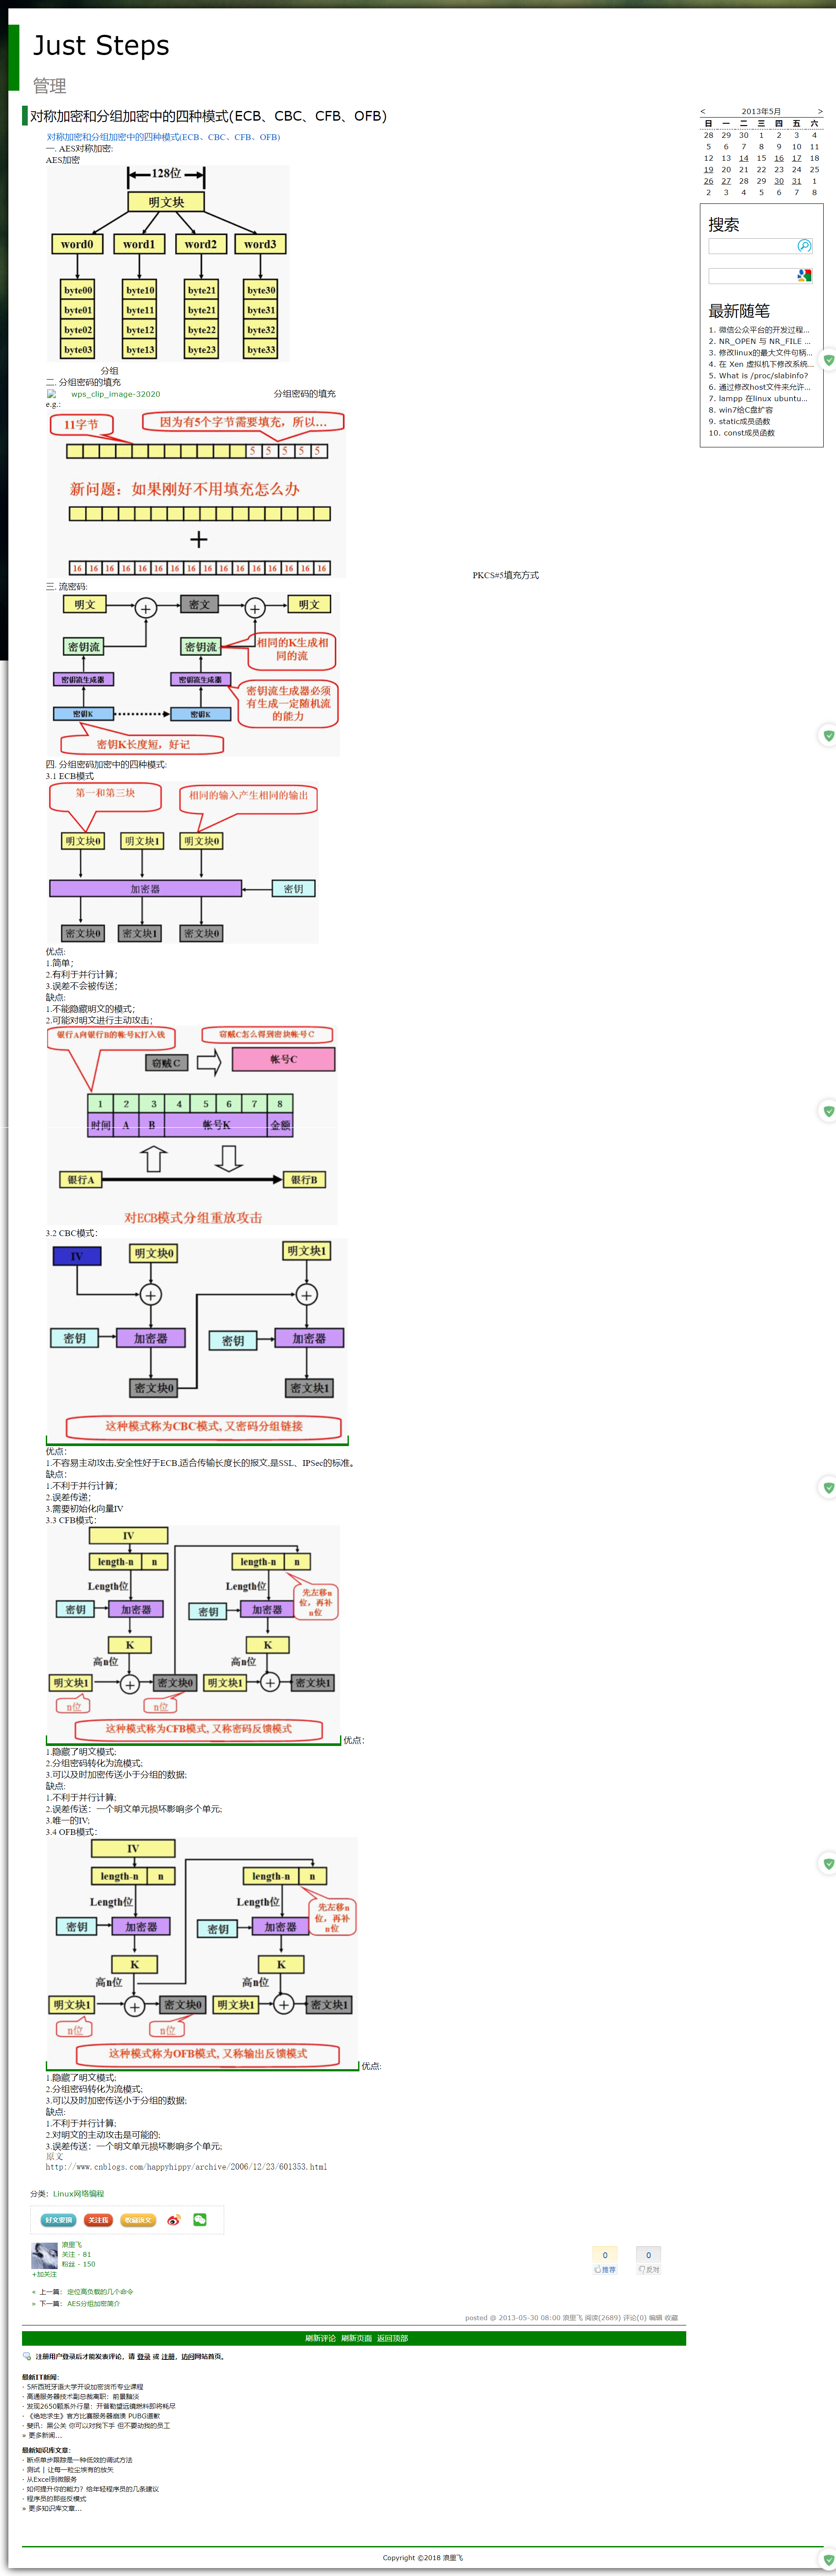 Just Steps
管理
对称加密和分组加密中的四种模式(ECB、CBC、CFB、OFB)
对称加密和分组加密中的四种模式(ECB、CBC、CFB、OFB)
一. AES对称加密:
AES加密
128位
明文块
word0 word1 word2 word3
byte00 byte10 byte21 byte30
byte01 byte11 byte21 byte31
byte02 byte12 byte22 byte32
byte03 byte13 byte23 byte33
分组
二. 分组密码的填充
wps_clip_image-32020 分组密码的填充
e.g.:
11字节 因为有5个字节需要填充，所以...
5 5 5 5 5
新问题：如果刚好不用填充怎么办
+
16 16 16 16 16 16 16 16 16 16 16 16 16 16 16 16
PKCS#5填充方式
三. 流密码:
明文 + 密文 + 明文
密钥流 密钥流 相同的K生成相同的流
密钥流生成器 密钥流生成器
密钥K 密钥K 密钥流生成器必须有生成一定随机流的能力
密钥K长度短，好记
四. 分组密码加密中的四种模式:
3.1 ECB模式
第一和第三块 相同的输入产生相同的输出
明文块0 明文块1 明文块0
加密器 密钥
密文块0 密文块1 密文块0
优点:
1.简单；
2.有利于并行计算；
3.误差不会被传送；
缺点:
1.不能隐藏明文的模式；
2.可能对明文进行主动攻击；
银行A向银行B的帐号K打入钱 窃贼C怎么得到密块帐号C
窃贼C 帐号C
1 2 3 4 5 6 7 8
时间 A B 帐号K 金额
银行A 银行B
对ECB模式分组重放攻击
3.2 CBC模式：
IV 明文块0 明文块1
+ +
密钥 加密器 密钥 加密器
密文块0 密文块1
这种模式称为CBC模式, 又密码分组链接
优点：
1.不容易主动攻击,安全性好于ECB,适合传输长度长的报文,是SSL、IPSec的标准。
缺点：
1.不利于并行计算；
2.误差传递；
3.需要初始化向量IV
3.3 CFB模式：
IV
length-n n length-n n
Length位 Length位 先左移n位，再补n位
密钥 加密器 密钥 加密器
K K
高n位 高n位
明文块1 + 密文块0 明文块1 + 密文块1
n位 n位
这种模式称为CFB模式, 又称密码反馈模式
优点：
1.隐藏了明文模式;
2.分组密码转化为流模式;
3.可以及时加密传送小于分组的数据;
缺点:
1.不利于并行计算;
2.误差传送：一个明文单元损坏影响多个单元;
3.唯一的IV;
3.4 OFB模式：
IV
length-n n length-n n
Length位 Length位 先左移n位，再补n位
密钥 加密器 密钥 加密器
K K
高n位 高n位
明文块1 + 密文块0 明文块1 + 密文块1
n位 n位
这种模式称为OFB模式, 又称输出反馈模式
优点:
1.隐藏了明文模式;
2.分组密码转化为流模式;
3.可以及时加密传送小于分组的数据;
缺点:
1.不利于并行计算;
2.对明文的主动攻击是可能的;
3.误差传送：一个明文单元损坏影响多个单元;
原文
http://www.cnblogs.com/happyhippy/archive/2006/12/23/601353.html
分类: Linux网络编程
好文要顶 关注我 收藏该文
浪里飞
关注 - 81
粉丝 - 150
+加关注
0 推荐 0 反对
« 上一篇: 定位高负载的几个命令
» 下一篇: AES分组加密简介
posted @ 2013-05-30 08:00 浪里飞 阅读(2689) 评论(0) 编辑 收藏
刷新评论 刷新页面 返回顶部
注册用户登录后才能发表评论，请 登录 或 注册，访问网站首页。
最新IT新闻:
· 5所西班牙语大学开设加密货币专业课程
· 高通服务器技术副总裁离职：前景黯淡
· 发现2650颗系外行星：开普勒望远镜燃料即将耗尽
· 《绝地求生》官方比赛服务器崩溃 PUBG道歉
· 斐讯：黑公关 你可以对我下手 但不要动我的员工
» 更多新闻...
最新知识库文章:
· 断点单步跟踪是一种低效的调试方法
· 测试 | 让每一粒尘埃有的放矢
· 从Excel到微服务
· 如何提升你的能力？给年轻程序员的几条建议
· 程序员的那些反模式
» 更多知识库文章...
< 2013年5月 >
日 一 二 三 四 五 六
28 29 30 1 2 3 4
5 6 7 8 9 10 11
12 13 14 15 16 17 18
19 20 21 22 23 24 25
26 27 28 29 30 31 1
2 3 4 5 6 7 8
搜索
最新随笔
1. 微信公众平台的开发过程...
2. NR_OPEN 与 NR_FILE ...
3. 修改linux的最大文件句柄...
4. 在 Xen 虚拟机下修改系统...
5. What is /proc/slabinfo?
6. 通过修改host文件来允许...
7. lampp 在linux ubuntu...
8. win7给C盘扩容
9. static成员函数
10. const成员函数
Copyright ©2018 浪里飞